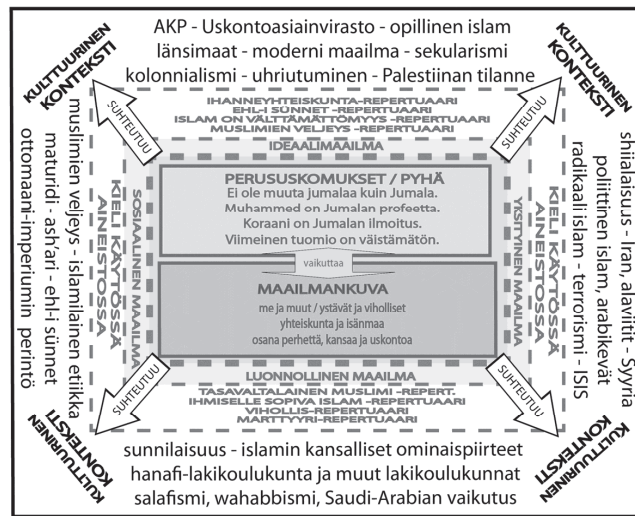 AKP - Uskontoasiainvirasto - opillinen islam
länsimaat - moderni maailma - sekularismi
kolonnialismi - uhriutuminen - Palestiinan tilanne
KULTTUURINEN
KONTEKSTI
KULTTUURINEN
KONTEKSTI
SUHTEUTUU
SUHTEUTUU
IHANNEYHTEISKUNTA-REPERTUAARI
EHL-I SÜNNET -REPERTUAARI
ISLAM ON VÄLTTÄMÄTTÖMYYS -REPERTUAARI
MUSLIMIEN VELJEYS -REPERTUAARI
IDEAALIMAAILMA
muslimien veljeys - islamilainen etiikka
maturidi - ash'ari - ehl-i sünnet
ottomaani-imperiumin perintö
KIELI KÄYTÖSSÄ
AINEISTOSSA
SOSIAALINEN MAAILMA
PERUSUSKOMUKSET / PYHÄ
Ei ole muuta jumalaa kuin Jumala.
Muhammed on Jumalan profeetta.
Koraani on Jumalan ilmoitus.
Viimeinen tuomio on väistämätön.
vaikuttaa
MAAILMANKUVA
me ja muut / ystävät ja viholliset
yhteiskunta ja isänmaa
osana perhettä, kansaa ja uskontoa
YKSITYINEN MAAILMA
KIELI KÄYTÖSSÄ
AINEISTOSSA
shiialaisuus - Iran, alaviitit - Syyria
poliittinen islam, arabikevät
radikaali islam - terrorismi - ISIS
LUONNOLLINEN MAAILMA
TASAVALTALAINEN MUSLIMI -REPERT.
IHMISELLE SOPIVA ISLAM -REPERTUAARI
VIHOLLIS-REPERTUAARI
MARTTYYRI-REPERTUAARI
SUHTEUTUU
SUHTEUTUU
KULTTUURINEN
KONTEKSTI
KULTTUURINEN
KONTEKSTI
sunnilaisuus - islamin kansalliset ominaispiirteet
hanafi-lakikoulukunta ja muut lakikoulukunnat
salafismi, wahabbismi, Saudi-Arabian vaikutus